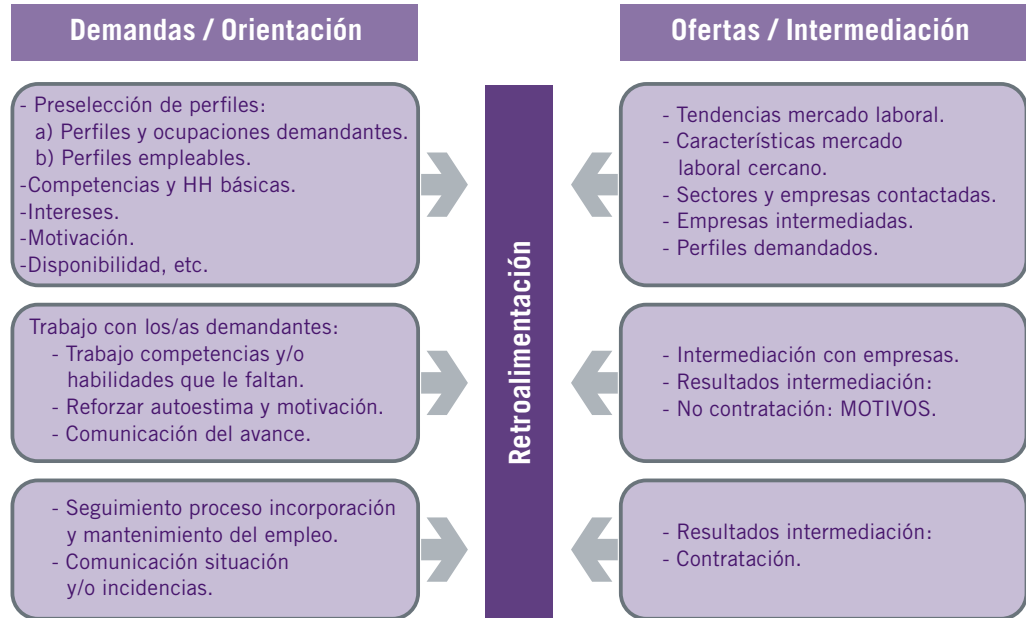 Demandas / Orientación
- Preselección de perfiles:
a) Perfiles y ocupaciones demandantes.
b) Perfiles empleables.
-Competencias y HH básicas.
-Intereses.
-Motivación.
-Disponibilidad, etc.
Trabajo con los/as demandantes:
- Trabajo competencias y/o
habilidades que le faltan.
- Reforzar autoestima y motivación.
- Comunicación del avance.
- Seguimiento proceso incorporación
y mantenimiento del empleo.
- Comunicación situación
y/o incidencias.
Retroalimentación
Ofertas / Intermediación
- Tendencias mercado laboral.
- Características mercado
laboral cercano.
- Sectores y empresas contactadas.
- Empresas intermediadas.
- Perfiles demandados.
- Intermediación con empresas.
- Resultados intermediación:
- No contratación: MOTIVOS.
- Resultados intermediación:
- Contratación.